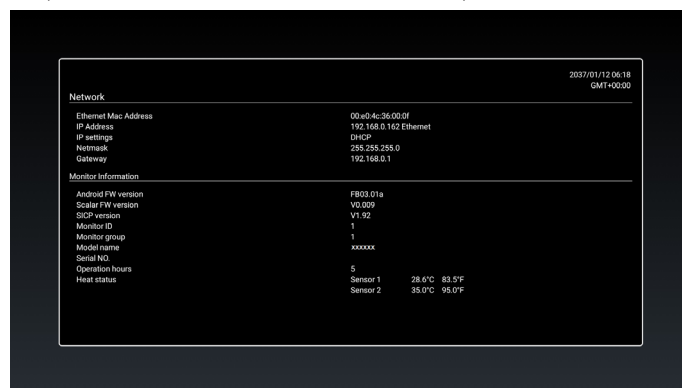 2037/01/12 06:18
GMT+00:00
Network
Ethernet Mac Address 00:e0:4c:36:00:0f
IP Address 192.168.0.162 Ethernet
IP settings DHCP
Netmask 255.255.255.0
Gateway 192.168.0.1
Monitor Information
Android FW version FB03.01a
Scalar FW version V0.009
SICP version V1.92
Monitor ID 1
Monitor group 1
Model name xxxxxx
Serial NO.
Operation hours 5
Heat status Sensor 1 28.6°C 83.5°F
Sensor 2 35.0°C 95.0°F